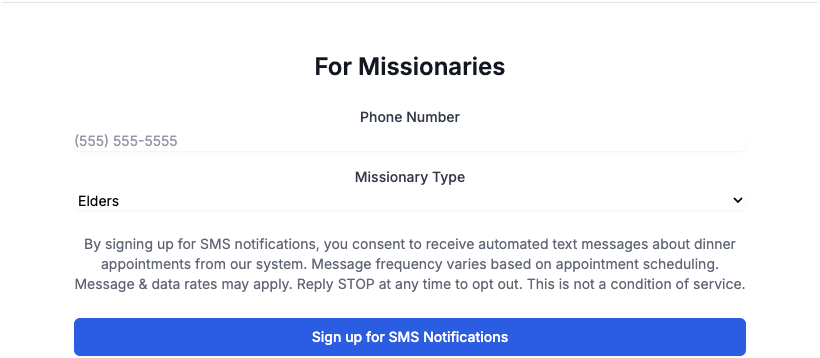 For Missionaries
Phone Number
(555) 555-5555
Missionary Type
Elders
By signing up for SMS notifications, you consent to receive automated text messages about dinner
appointments from our system. Message frequency varies based on appointment scheduling.
Message & data rates may apply. Reply STOP at any time to opt out. This is not a condition of service.
Sign up for SMS Notifications